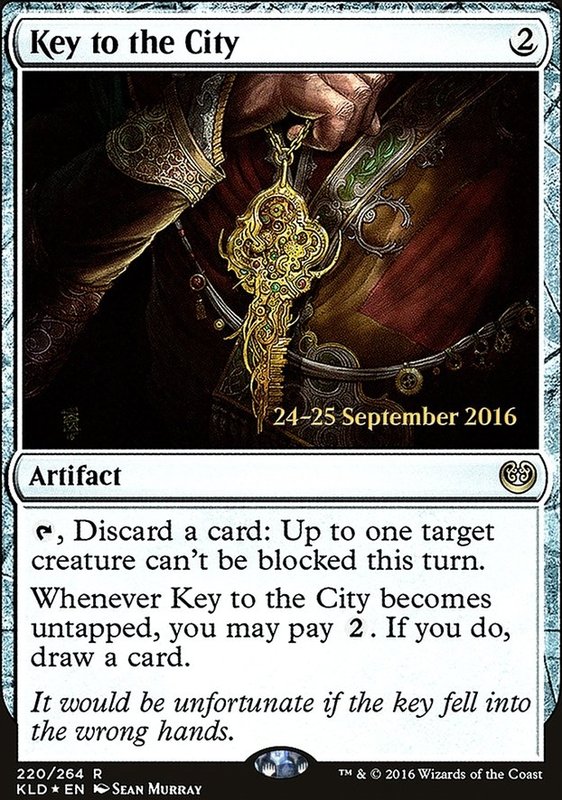 Key to the City 2
24–25 September 2016
Artifact
, Discard a card: Up to one target
creature can't be blocked this turn.
Whenever Key to the City becomes
untapped, you may pay 2. If you do,
draw a card.
It would be unfortunate if the key fell into
the wrong hands.
220/264 R
KLD ★ EN Sean Murray
™ & © 2016 Wizards of the Coast